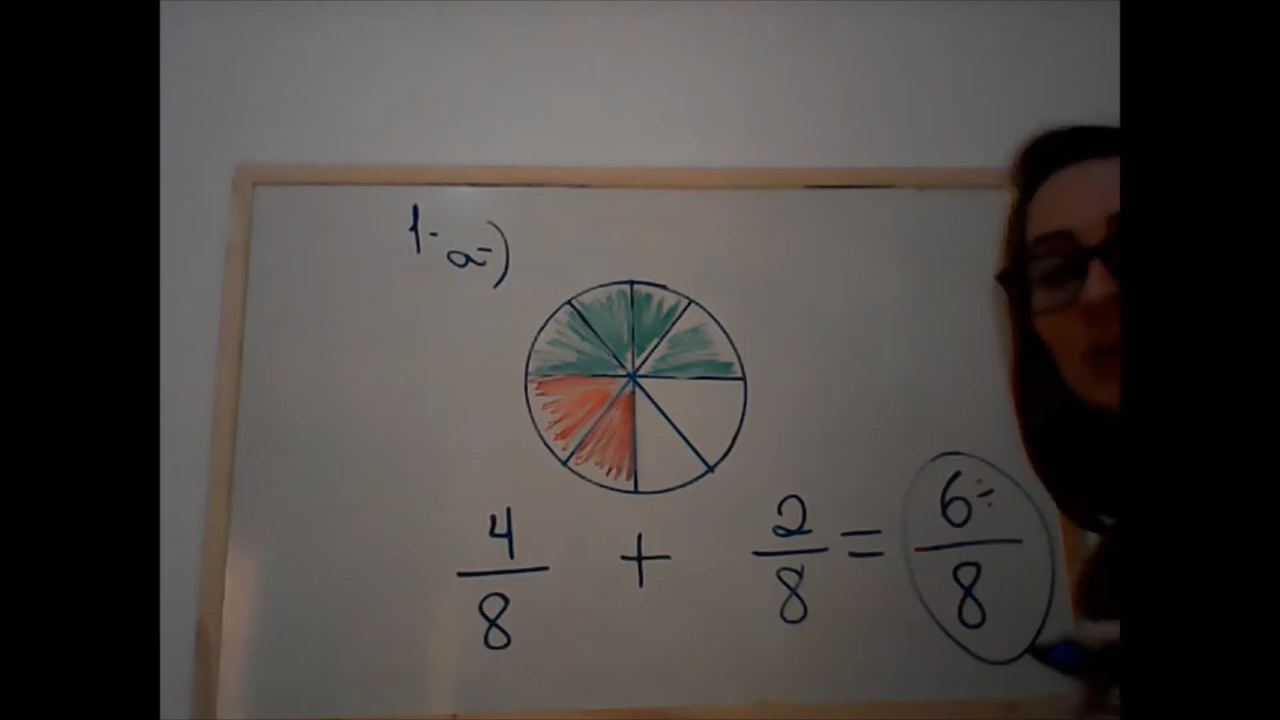 1- a-)
4/8 + 2/8 = 6÷/8